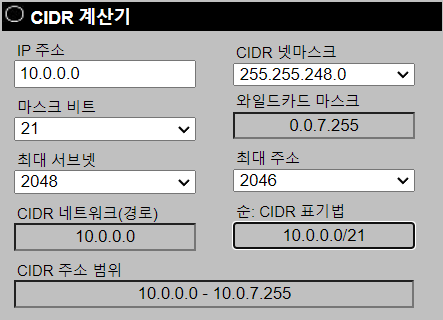 CIDR 계산기
IP 주소
10.0.0.0
CIDR 넷마스크
255.255.248.0
마스크 비트
21
와일드카드 마스크
0.0.7.255
최대 서브넷
2048
최대 주소
2046
CIDR 네트워크(경로)
10.0.0.0
순: CIDR 표기법
10.0.0.0/21
CIDR 주소 범위
10.0.0.0 - 10.0.7.255